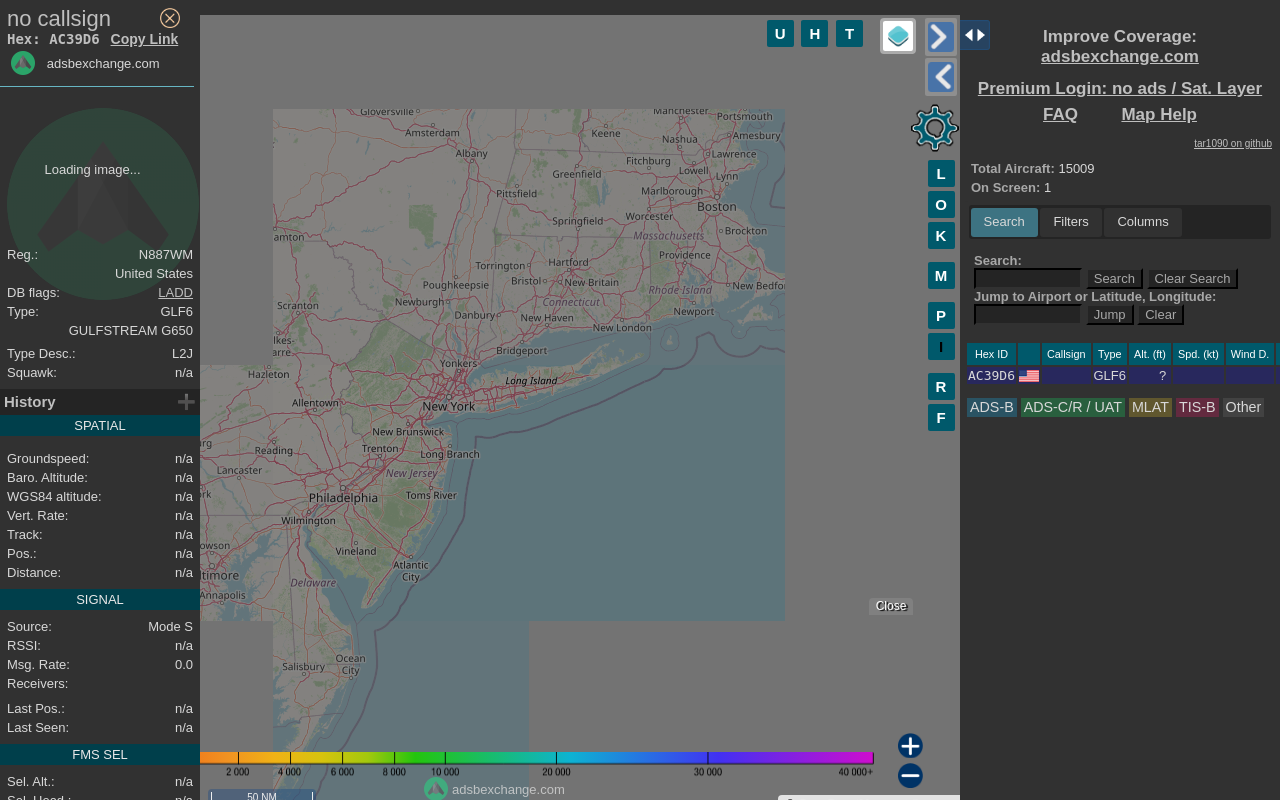 no callsign
Hex: AC39D6 Copy Link
adsbexchange.com
Loading image...
Reg.: N887WM
United States
DB flags: LADD
Type: GLF6
GULFSTREAM G650
Type Desc.: L2J
Squawk: n/a
History
SPATIAL
Groundspeed: n/a
Baro. Altitude: n/a
WGS84 altitude: n/a
Vert. Rate: n/a
Track: n/a
Pos.: n/a
Distance: n/a
SIGNAL
Source: Mode S
RSSI: n/a
Msg. Rate: 0.0
Receivers:
Last Pos.: n/a
Last Seen: n/a
FMS SEL
Sel. Alt.: n/a
U H T
L
O
K
M
P
I
R
F
Gloversville
Manchester
Portsmouth
Amsterdam
Keene
Nashua
Amesbury
Albany
Fitchburg
Lawrence
Greenfield
Lowell
Lynn
Pittsfield
Marlborough
Boston
Springfield
Worcester
Brockton
Massachusetts
Providence
Torrington
Hartford
Bristol
New Britain
Poughkeepsie
Rhode Island
New Bedfor
Newburgh
Connecticut
Scranton
Danbury
New Haven
Newport
New London
Bridgeport
Yonkers
Hazleton
Long Island
Allentown
New York
New Brunswick
Reading
Trenton
Long Branch
Lancaster
New Jersey
Philadelphia
Toms River
Wilmington
Vineland
Atlantic
City
Delaware
Annapolis
Ocean
City
Salisbury
Close
2 000 4 000 6 000 8 000 10 000 20 000 30 000 40 000+
adsbexchange.com
50 NM
Improve Coverage:
adsbexchange.com
Premium Login: no ads / Sat. Layer
FAQ Map Help
tar1090 on github
Total Aircraft: 15009
On Screen: 1
Search Filters Columns
Search:
Search Clear Search
Jump to Airport or Latitude, Longitude:
Jump Clear
Hex ID Callsign Type Alt. (ft) Spd. (kt) Wind D.
AC39D6 GLF6 ?
ADS-B ADS-C/R / UAT MLAT TIS-B Other